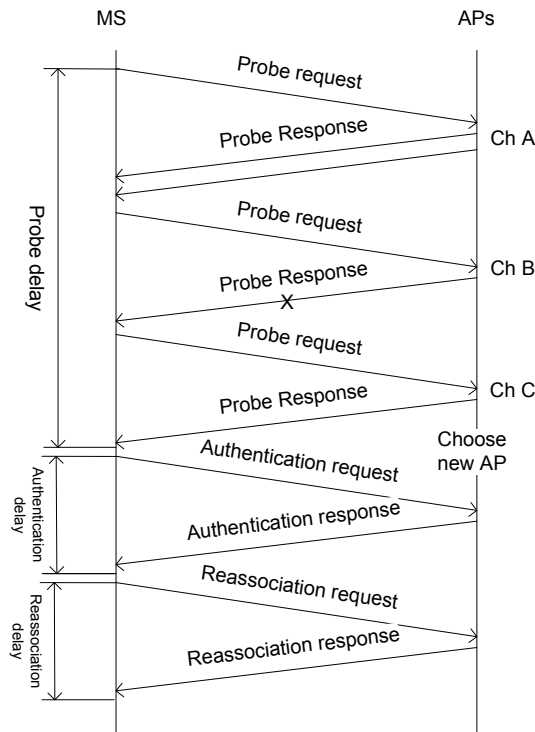 MS
APs
Probe request
Probe Response
Ch A
Probe delay
Probe request
Ch B
Probe Response
X
Probe request
Ch C
Probe Response
Choose
new AP
Authentication request
Authentication
delay
Authentication response
Reassociation request
Reassociation
delay
Reassociation response